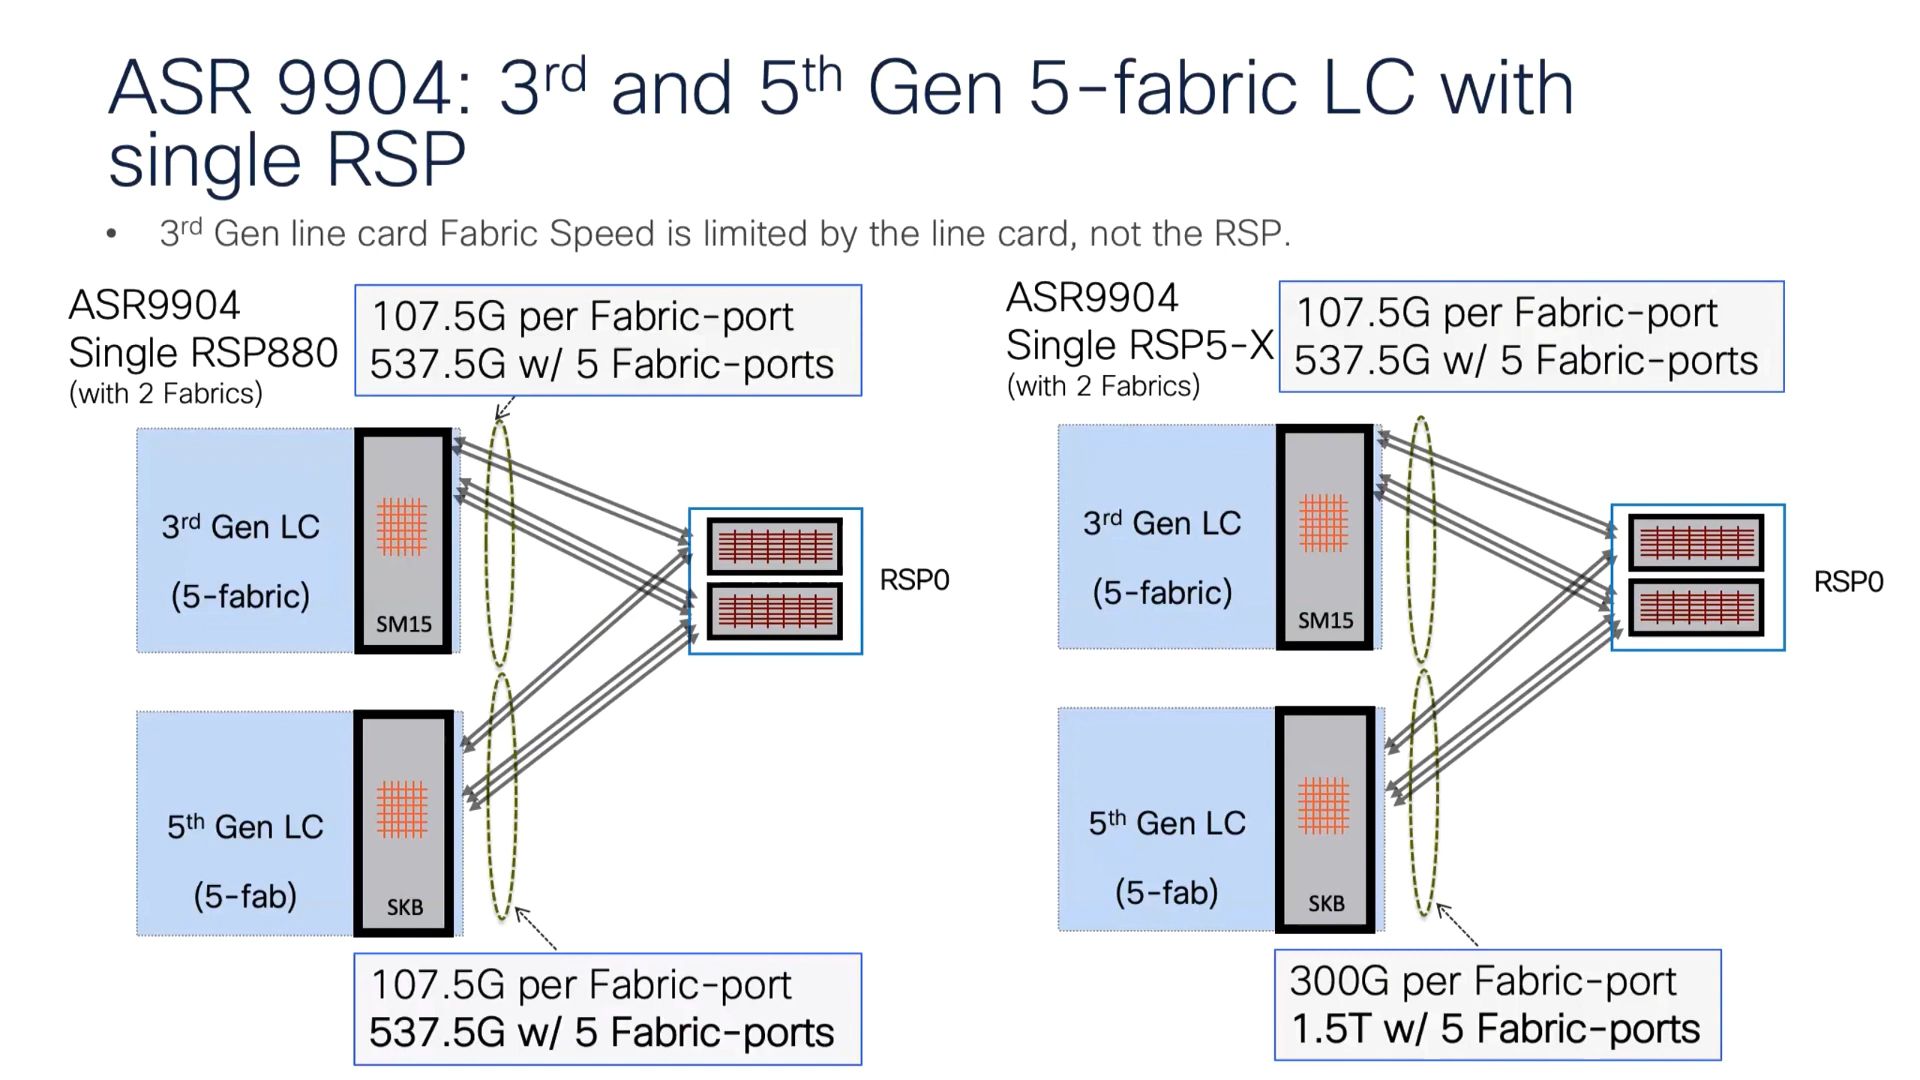 ASR 9904: 3rd and 5th Gen 5-fabric LC with
single RSP
• 3rd Gen line card Fabric Speed is limited by the line card, not the RSP.
ASR9904
Single RSP880
(with 2 Fabrics)
107.5G per Fabric-port
537.5G w/ 5 Fabric-ports
3rd Gen LC
(5-fabric)
SM15
RSP0
5th Gen LC
(5-fab)
SKB
107.5G per Fabric-port
537.5G w/ 5 Fabric-ports
ASR9904
Single RSP5-X
(with 2 Fabrics)
107.5G per Fabric-port
537.5G w/ 5 Fabric-ports
3rd Gen LC
(5-fabric)
SM15
RSP0
5th Gen LC
(5-fab)
SKB
300G per Fabric-port
1.5T w/ 5 Fabric-ports